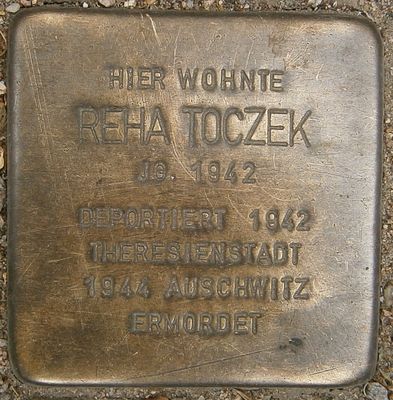 HIER WOHNTE
REHA TOCZEK
JG. 1942
DEPORTIERT 1942
THERESIENSTADT
1944 AUSCHWITZ
ERMORDET